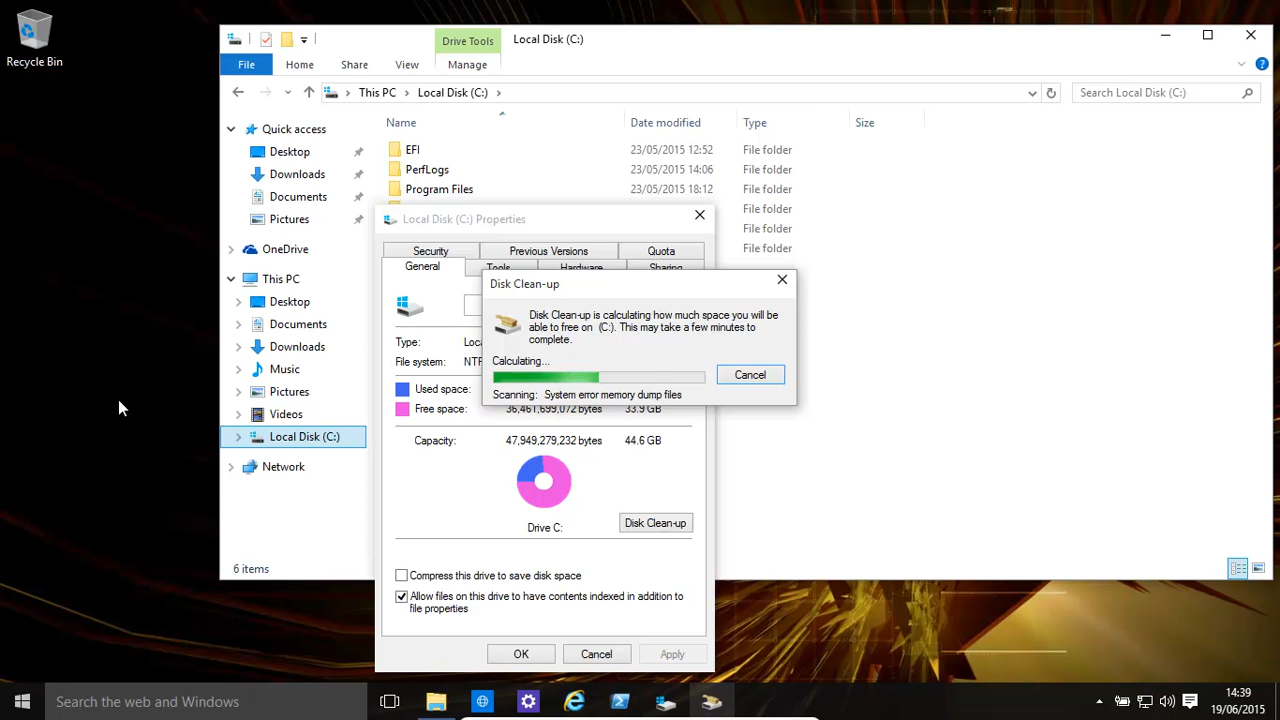 Recycle Bin
Drive Tools
Local Disk (C:)
File
Home
Share
View
Manage
This PC
Local Disk (C:)
Search Local Disk (C:)
Name
Date modified
Type
Size
Quick access
Desktop
Downloads
Documents
Pictures
OneDrive
This PC
Desktop
Documents
Downloads
Music
Pictures
Videos
Local Disk (C:)
Network
6 items
EFI 23/05/2015 12:52 File folder
PerfLogs 23/05/2015 14:06 File folder
Program Files 23/05/2015 18:12 File folder
File folder
File folder
File folder
Local Disk (C:) Properties
Security
Previous Versions
Quota
General
Tools
Hardware
Sharing
Type:
File system:
Used space:
Free space: 36,461,699,072 bytes 33.9 GB
Capacity: 47,949,279,232 bytes 44.6 GB
Drive C:
Disk Clean-up
Compress this drive to save disk space
Allow files on this drive to have contents indexed in addition to
file properties
OK
Cancel
Apply
Disk Clean-up
Disk Clean-up is calculating how much space you will be
able to free on (C:). This may take a few minutes to
complete.
Calculating...
Cancel
Scanning: System error memory dump files
Search the web and Windows
14:39
19/06/2015